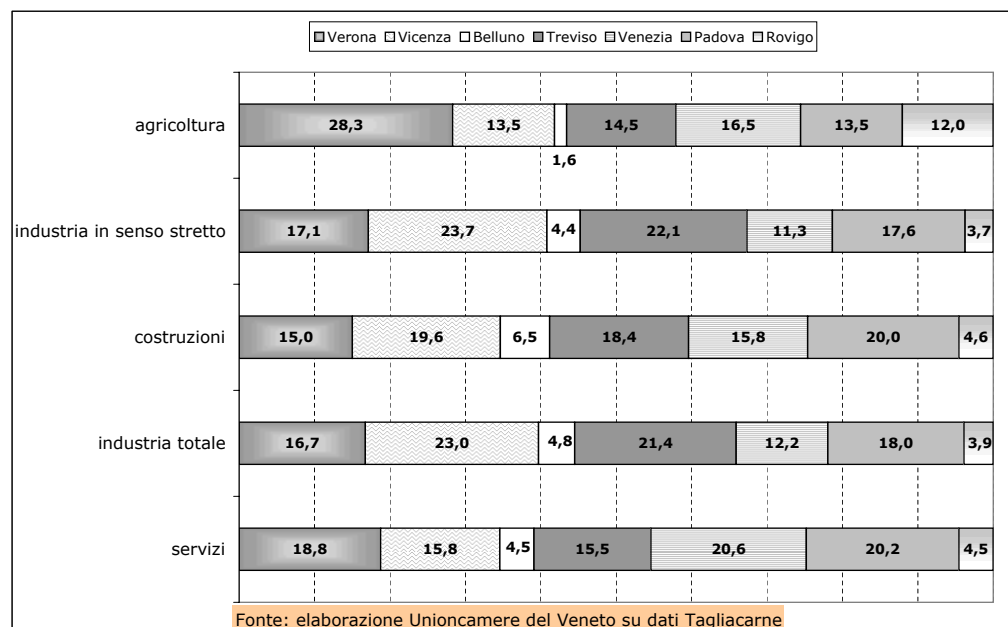 Verona Vicenza Belluno Treviso Venezia Padova Rovigo
agricoltura 28,3 13,5 1,6 14,5 16,5 13,5 12,0
industria in senso stretto 17,1 23,7 4,4 22,1 11,3 17,6 3,7
costruzioni 15,0 19,6 6,5 18,4 15,8 20,0 4,6
industria totale 16,7 23,0 4,8 21,4 12,2 18,0 3,9
servizi 18,8 15,8 4,5 15,5 20,6 20,2 4,5
Fonte: elaborazione Unioncamere del Veneto su dati Tagliacarne